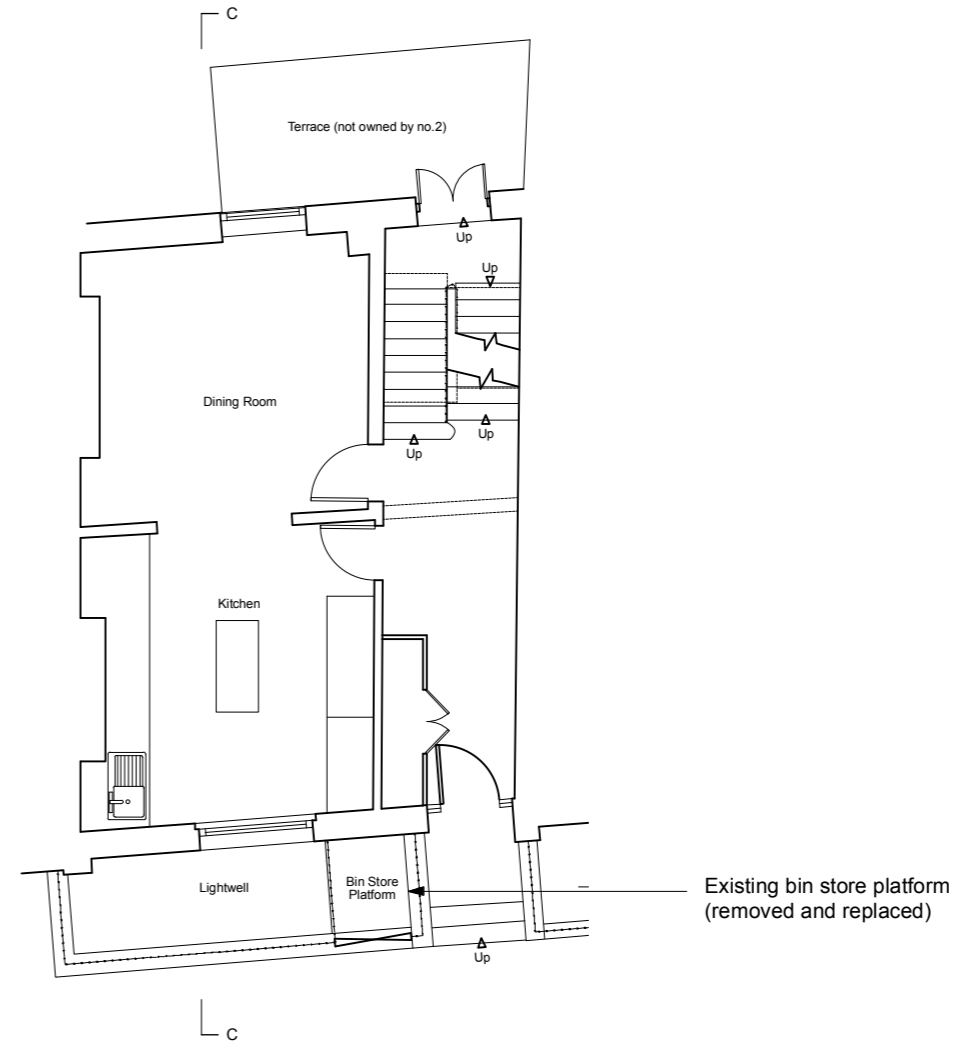 C
Terrace (not owned by no.2)
Up
Up
Dining Room
Up
Up
Kitchen
Lightwell
Bin Store
Platform
Existing bin store platform
(removed and replaced)
Up
C